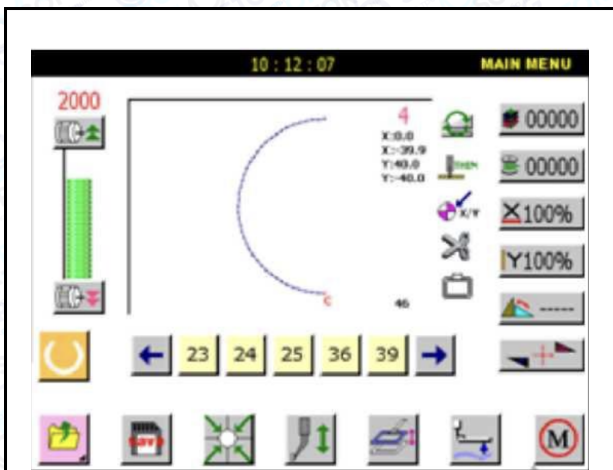 10 : 12 : 07 MAIN MENU
2000
4
X:0.0
X:-39.9
Y:40.0
Y:-40.0
X/Y
C
46
00000
00000
X100%
Y100%
-----
23 24 25 36 39
save
M